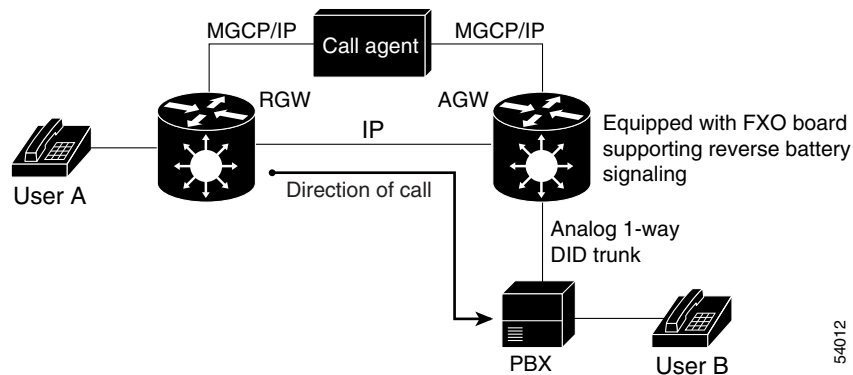 MGCP/IP
Call agent
MGCP/IP
RGW
AGW
IP
Equipped with FXO board
supporting reverse battery
signaling
User A
Direction of call
Analog 1-way
DID trunk
PBX
User B
54012